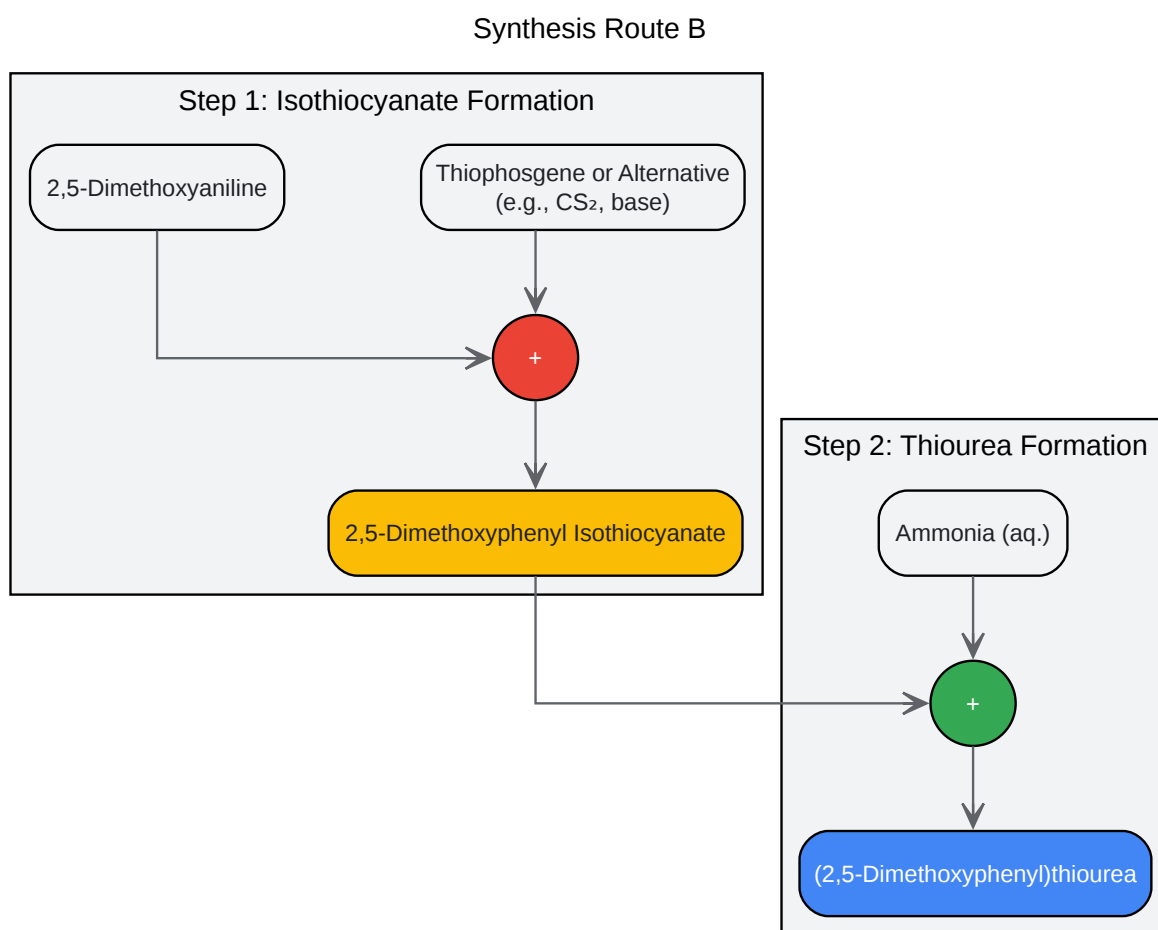 Synthesis Route B
Step 1: Isothiocyanate Formation
2,5-Dimethoxyaniline
Thiophosgene or Alternative
(e.g., CS₂, base)
+
2,5-Dimethoxyphenyl Isothiocyanate
Step 2: Thiourea Formation
Ammonia (aq.)
+
(2,5-Dimethoxyphenyl)thiourea